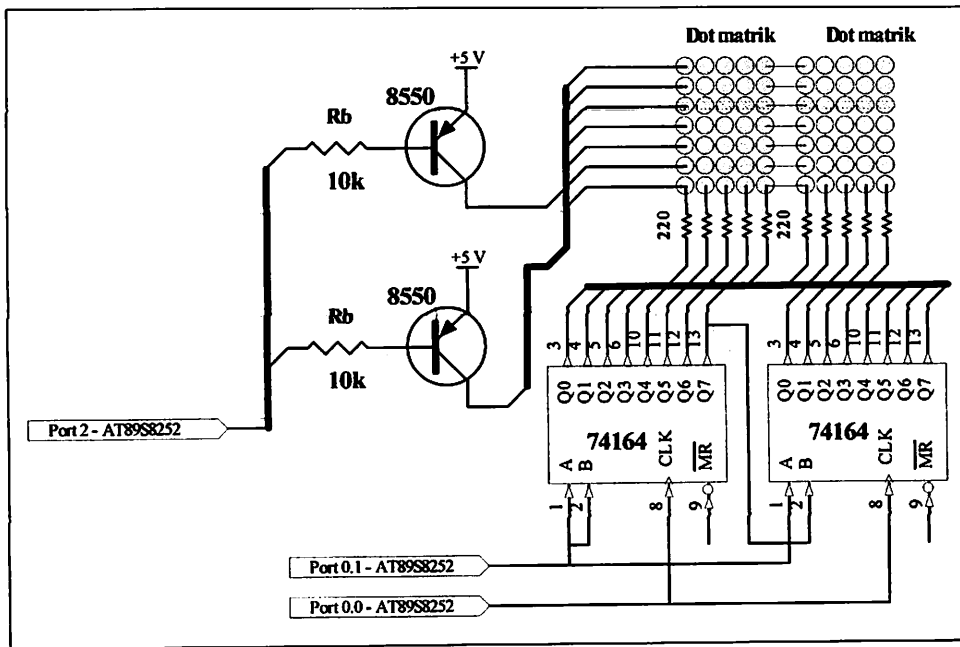 Dot matrik Dot matrik
+5 V
8550
Rb
10k
220 220
+5 V
8550
Rb
10k
3 4 5 6 10 11 12 13
3 4 5 6 10 11 12 13
Q0 Q1 Q2 Q3 Q4 Q5 Q6 Q7
Q0 Q1 Q2 Q3 Q4 Q5 Q6 Q7
Port 2 - AT89S8252
74164
74164
A B CLK MR
A B CLK MR
1 2 8 9
1 2 8 9
Port 0.1 - AT89S8252
Port 0.0 - AT89S8252